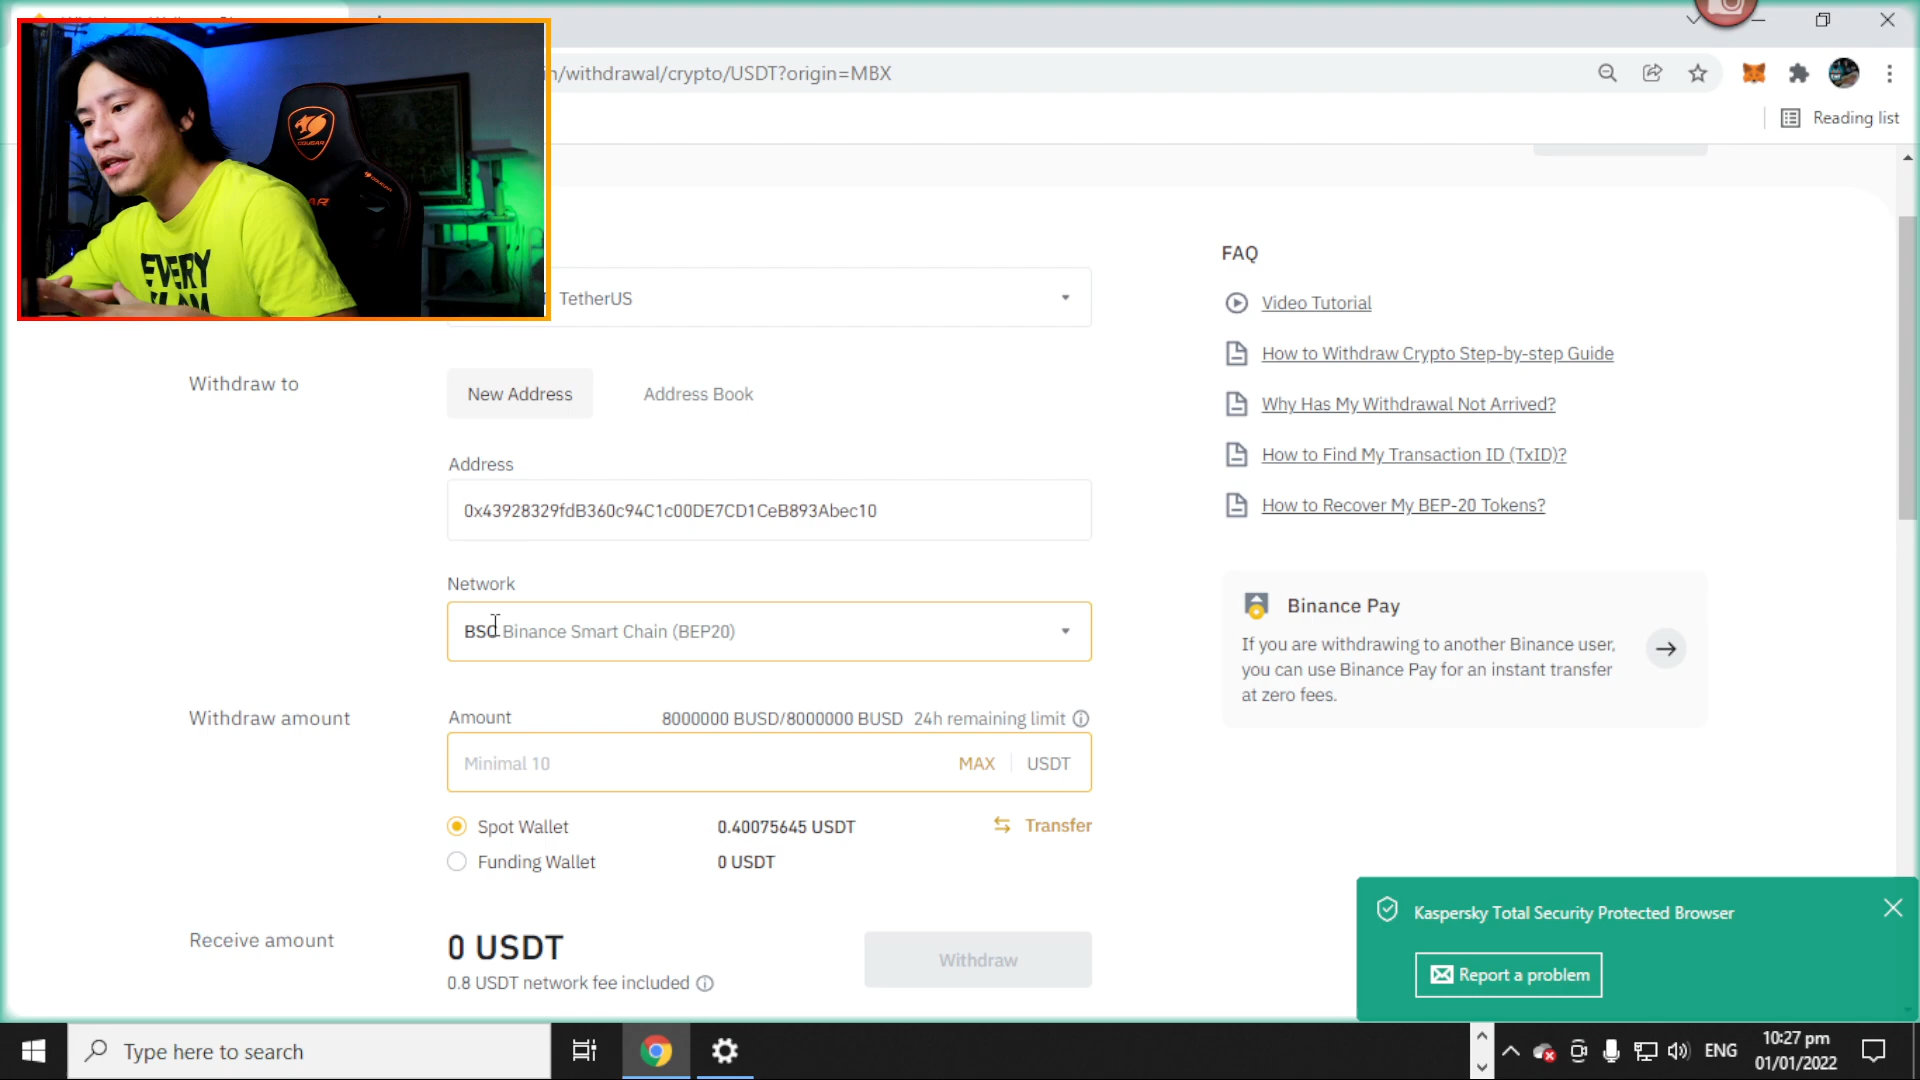 n/withdrawal/crypto/USDT?origin=MBX
Reading list
COUGAR
EVERY
TetherUS
Withdraw to
New Address
Address Book
Address
0x43928329fdB360c94C1c00DE7CD1CeB893Abec10
Network
BSC Binance Smart Chain (BEP20)
Withdraw amount
Amount
8000000 BUSD/8000000 BUSD 24h remaining limit
Minimal 10
MAX
USDT
Spot Wallet
0.40075645 USDT
Transfer
Funding Wallet
0 USDT
Receive amount
0 USDT
0.8 USDT network fee included
Withdraw
FAQ
Video Tutorial
How to Withdraw Crypto Step-by-step Guide
Why Has My Withdrawal Not Arrived?
How to Find My Transaction ID (TxID)?
How to Recover My BEP-20 Tokens?
Binance Pay
If you are withdrawing to another Binance user,
you can use Binance Pay for an instant transfer
at zero fees.
Kaspersky Total Security Protected Browser
Report a problem
Type here to search
ENG
10:27 pm
01/01/2022